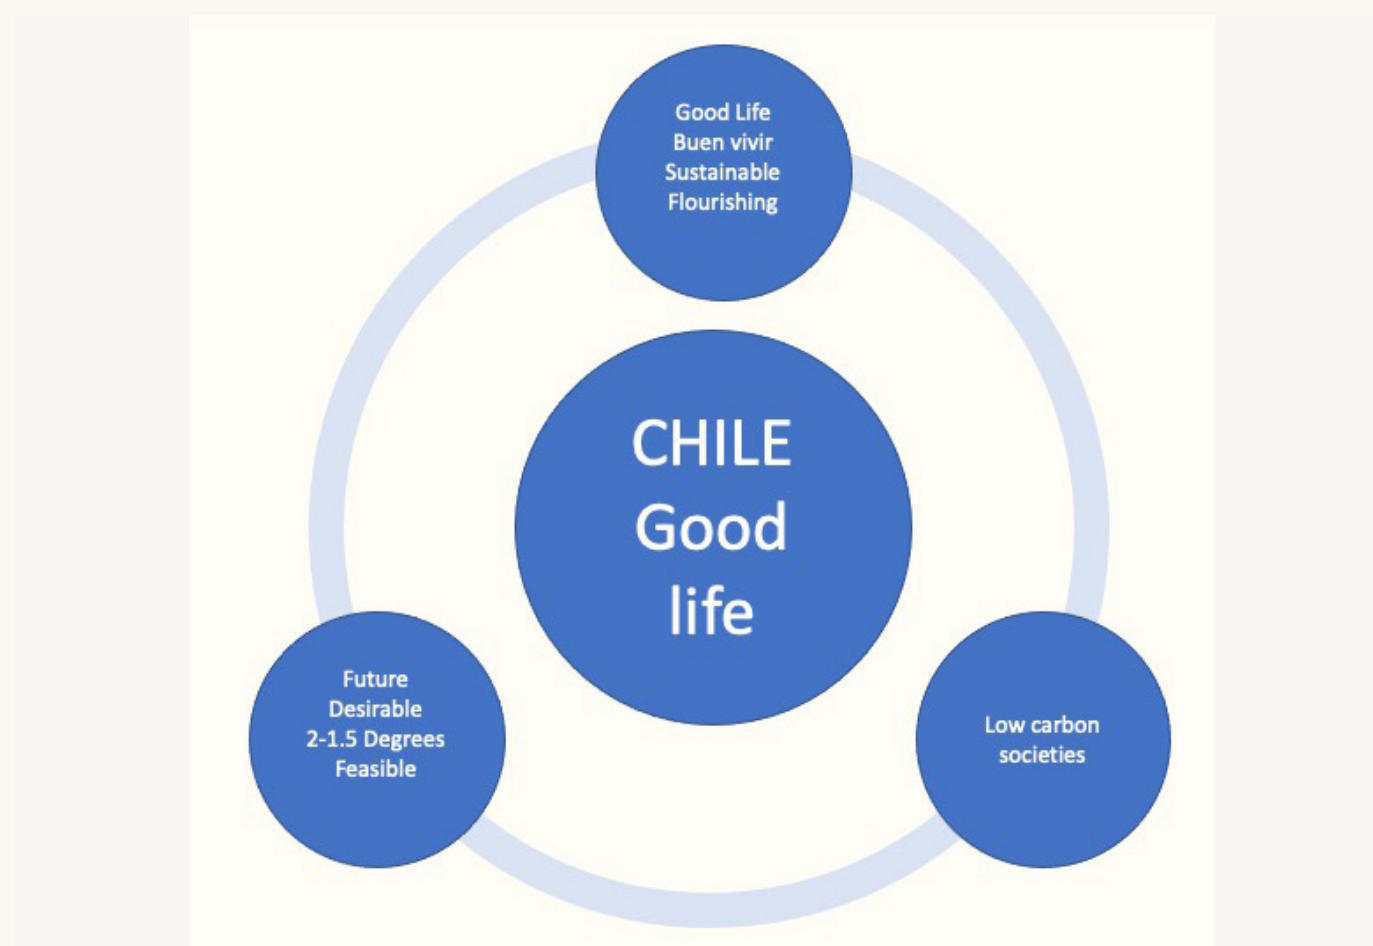 Good Life
Buen vivir
Sustainable
Flourishing
CHILE
Good
life
Future
Desirable
2-1.5 Degrees
Feasible
Low carbon
societies